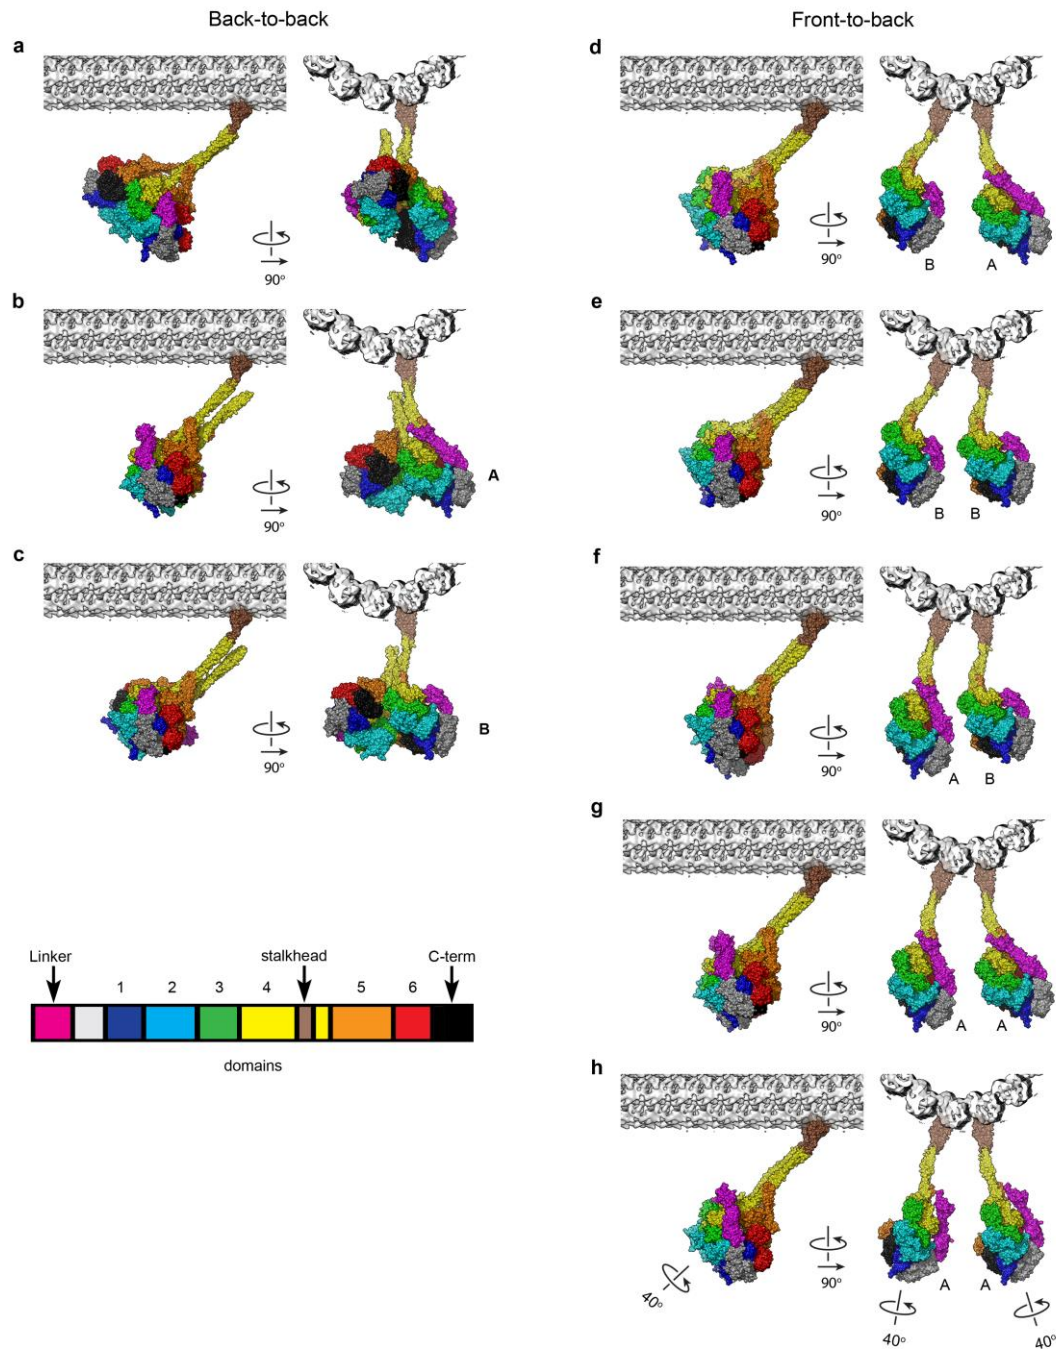 Back-to-back
Front-to-back
a
90°
d
90°
B A
b
90°
A
e
90°
B B
c
90°
B
f
90°
A B
g
90°
A A
Linker stalkhead C-term
1 2 3 4 5 6
domains
h
40°
90°
A A
40° 40°